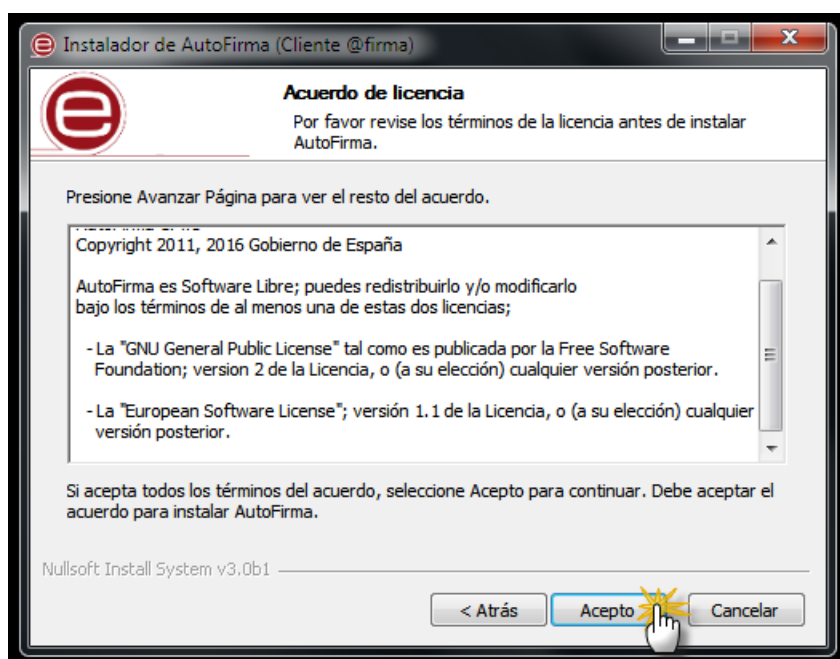 Instalador de AutoFirma (Cliente @firma)
Acuerdo de licencia
Por favor revise los términos de la licencia antes de instalar
AutoFirma.
Presione Avanzar Página para ver el resto del acuerdo.
Copyright 2011, 2016 Gobierno de España
AutoFirma es Software Libre; puedes redistribuirlo y/o modificarlo
bajo los términos de al menos una de estas dos licencias;
- La "GNU General Public License" tal como es publicada por la Free Software
Foundation; version 2 de la Licencia, o (a su elección) cualquier versión posterior.
- La "European Software License"; versión 1.1 de la Licencia, o (a su elección) cualquier
versión posterior.
Si acepta todos los términos del acuerdo, seleccione Acepto para continuar. Debe aceptar el
acuerdo para instalar AutoFirma.
Nullsoft Install System v3.0b1
< Atrás
Acepto
Cancelar